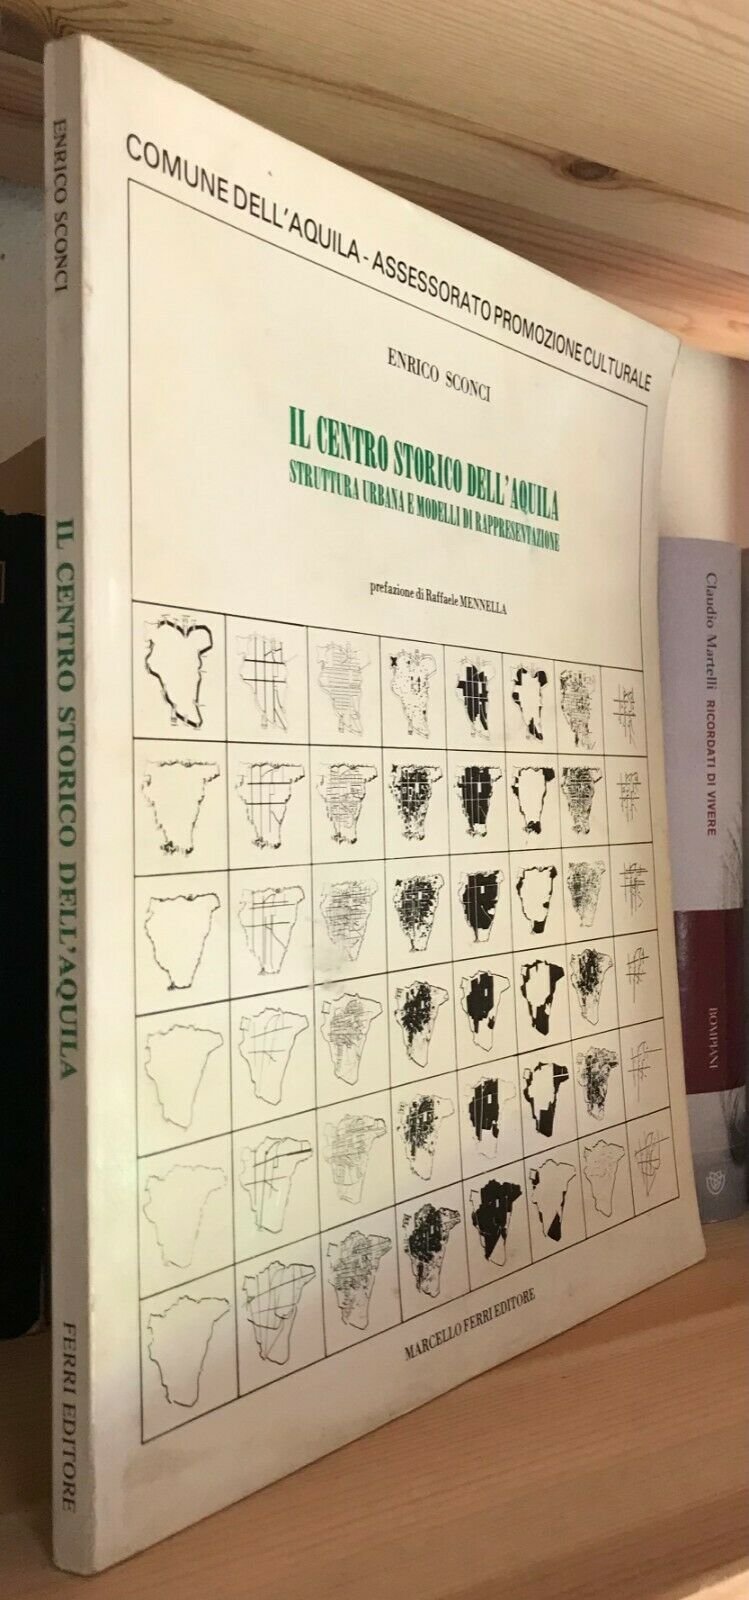 COMUNE DELL'AQUILA - ASSESSORATO PROMOZIONE CULTURALE
ENRICO SCONCI
IL CENTRO STORICO DELL'AQUILA
STRUTTURA URBANA E MODELLI DI RAPPRESENTAZIONE
prefazione di Raffaele MENNELLA
MARCELLO FERRI EDITORE
ENRICO SCONCI
IL CENTRO STORICO DELL'AQUILA
FERRI EDITORE
Claudio Martelli RICORDATI DI VIVERE
BOMPIANI